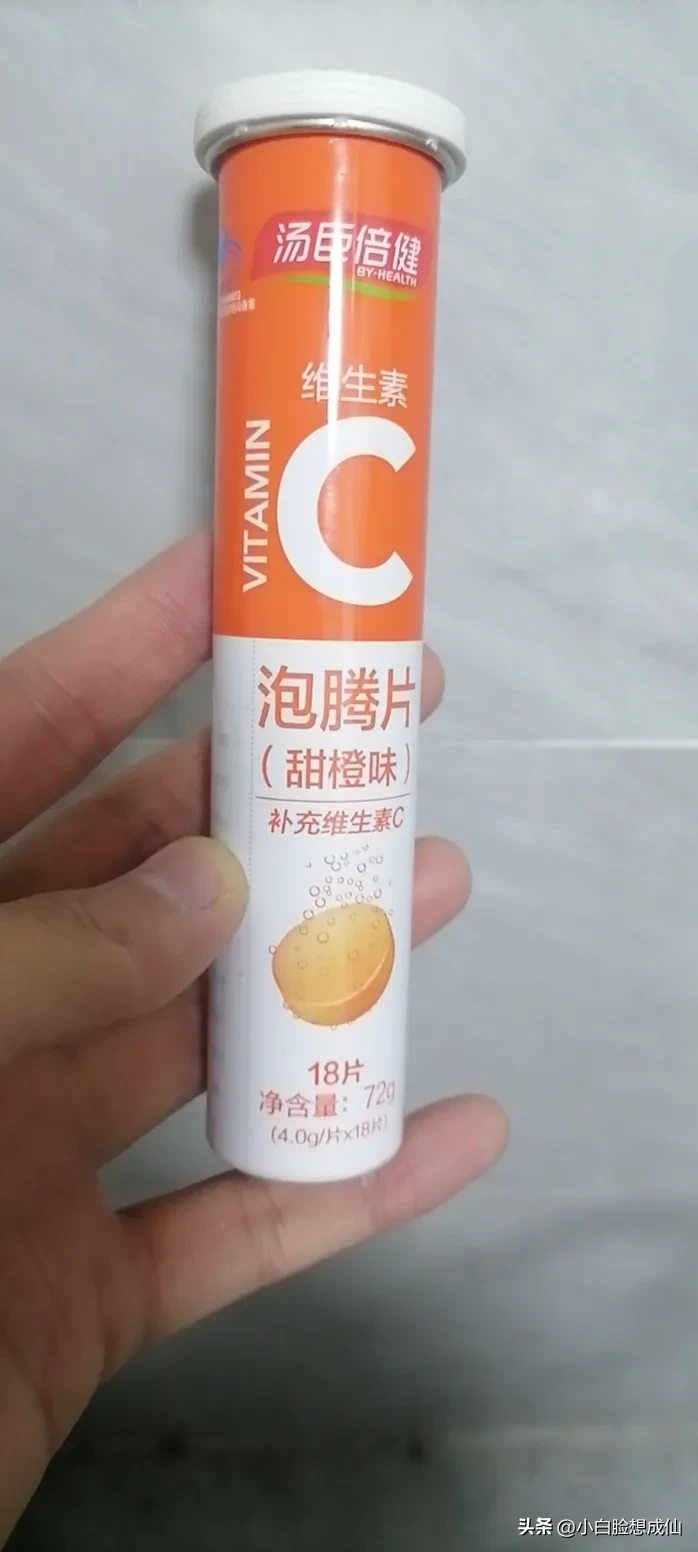 汤臣倍健
BY-HEALTH
维生素
VITAMIN
C
泡腾片
(甜橙味)
补充维生素C
18片
净含量:72g
(4.0g/片x18片)
头条 @小白脸想成仙